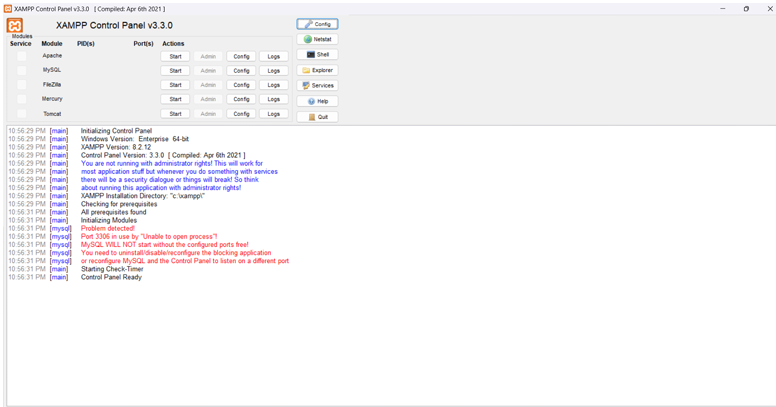 XAMPP Control Panel v3.3.0 [ Compiled: Apr 6th 2021 ]
XAMPP Control Panel v3.3.0
Config
Modules
Service Module PID(s) Port(s) Actions
Netstat
Apache Start Admin Config Logs
Shell
MySQL Start Admin Config Logs
Explorer
FileZilla Start Admin Config Logs
Services
Mercury Start Admin Config Logs
Help
Tomcat Start Admin Config Logs
Quit
10:56:29 PM [main] Initializing Control Panel
10:56:29 PM [main] Windows Version: Enterprise 64-bit
10:56:29 PM [main] XAMPP Version: 8.2.12
10:56:29 PM [main] Control Panel Version: 3.3.0 [ Compiled: Apr 6th 2021 ]
10:56:29 PM [main] You are not running with administrator rights! This will work for
10:56:29 PM [main] most application stuff but whenever you do something with services
10:56:29 PM [main] there will be a security dialogue or things will break! So think
10:56:29 PM [main] about running this application with administrator rights!
10:56:29 PM [main] XAMPP Installation Directory: "c:\xampp\"
10:56:29 PM [main] Checking for prerequisites
10:56:31 PM [main] All prerequisites found
10:56:31 PM [main] Initializing Modules
10:56:31 PM [mysql] Problem detected!
10:56:31 PM [mysql] Port 3306 in use by "Unable to open process"!
10:56:31 PM [mysql] MySQL WILL NOT start without the configured ports free!
10:56:31 PM [mysql] You need to uninstall/disable/reconfigure the blocking application
10:56:31 PM [mysql] or reconfigure MySQL and the Control Panel to listen on a different port
10:56:31 PM [main] Starting Check-Timer
10:56:31 PM [main] Control Panel Ready